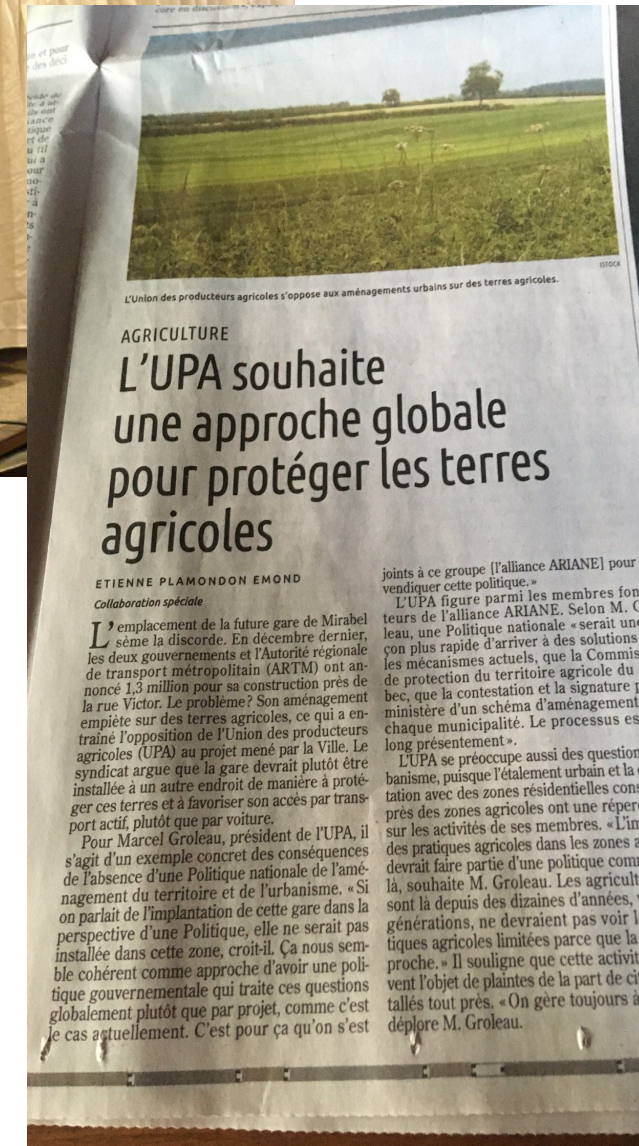 core en
on et pour
des déci
ISTOCK
L'Union des producteurs agricoles s'oppose aux aménagements urbains sur des terres agricoles.
AGRICULTURE
L'UPA souhaite
une approche globale
pour protéger les terres
agricoles
ETIENNE PLAMONDON EMOND
Collaboration spéciale
L'emplacement de la future gare de Mirabel
sème la discorde. En décembre dernier,
les deux gouvernements et l'Autorité régionale
de transport métropolitain (ARTM) ont an-
noncé 1,3 million pour sa construction près de
la rue Victor. Le problème? Son aménagement
empiète sur des terres agricoles, ce qui a en-
traîné l'opposition de l'Union des producteurs
agricoles (UPA) au projet mené par la Ville. Le
syndicat argue que la gare devrait plutôt être
installée à un autre endroit de manière à proté-
ger ces terres et à favoriser son accès par trans-
port actif, plutôt que par voiture.
Pour Marcel Groleau, président de l'UPA, il
s'agit d'un exemple concret des conséquences
de l'absence d'une Politique nationale de l'amé-
nagement du territoire et de l'urbanisme. «Si
on parlait de l'implantation de cette gare dans la
perspective d'une Politique, elle ne serait pas
installée dans cette zone, croit-il. Ça nous sem-
ble cohérent comme approche d'avoir une poli-
tique gouvernementale qui traite ces questions
globalement plutôt que par projet, comme c'est
le cas actuellement. C'est pour ça qu'on s'est
joints à ce groupe [l'alliance ARIANE] pour
vendiquer cette politique.»
L'UPA figure parmi les membres fon
teurs de l'alliance ARIANE. Selon M. G
leau, une Politique nationale «serait une
çon plus rapide d'arriver à des solutions
les mécanismes actuels, que la Commis
de protection du territoire agricole du
bec, que la contestation et la signature p
ministère d'un schéma d'aménagement
chaque municipalité. Le processus es
long présentement».
L'UPA se préoccupe aussi des question
banisme, puisque l'étalement urbain et la
tation avec des zones résidentielles cons
près des zones agricoles ont une réper
sur les activités de ses membres. «L'im
des pratiques agricoles dans les zones a
devrait faire partie d'une politique comm
là, souhaite M. Groleau. Les agricult
sont là depuis des dizaines d'années,
générations, ne devraient pas voir l
tiques agricoles limitées parce que la
proche.» Il souligne que cette activit
vent l'objet de plaintes de la part de ci
tallés tout près. «On gère toujours à
déplore M. Groleau.